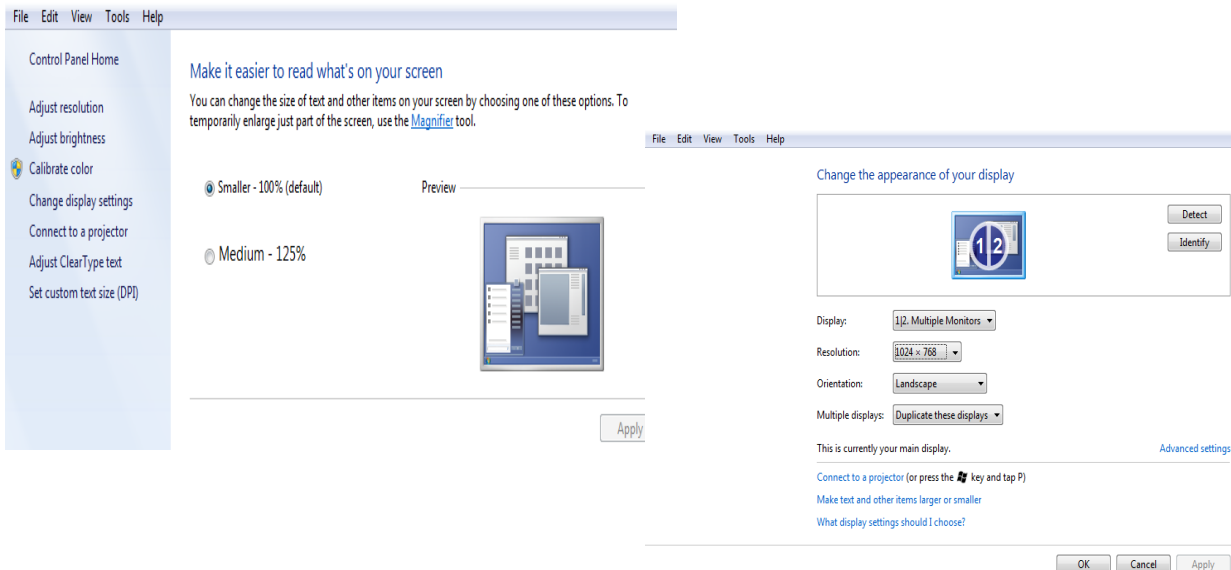 File Edit View Tools Help
Control Panel Home
Adjust resolution
Adjust brightness
Calibrate color
Change display settings
Connect to a projector
Adjust ClearType text
Set custom text size (DPI)
Make it easier to read what's on your screen
You can change the size of text and other items on your screen by choosing one of these options. To
temporarily enlarge just part of the screen, use the Magnifier tool.
Smaller - 100% (default)
Preview
Medium - 125%
Apply
File Edit View Tools Help
Change the appearance of your display
1|2
Detect
Identify
Display: 1|2. Multiple Monitors
Resolution: 1024 × 768
Orientation: Landscape
Multiple displays: Duplicate these displays
This is currently your main display. Advanced settings
Connect to a projector (or press the key and tap P)
Make text and other items larger or smaller
What display settings should I choose?
OK Cancel Apply